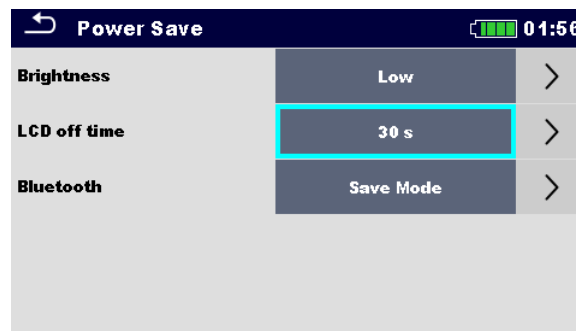 Power Save 01:56
Brightness Low
LCD off time 30 s
Bluetooth Save Mode